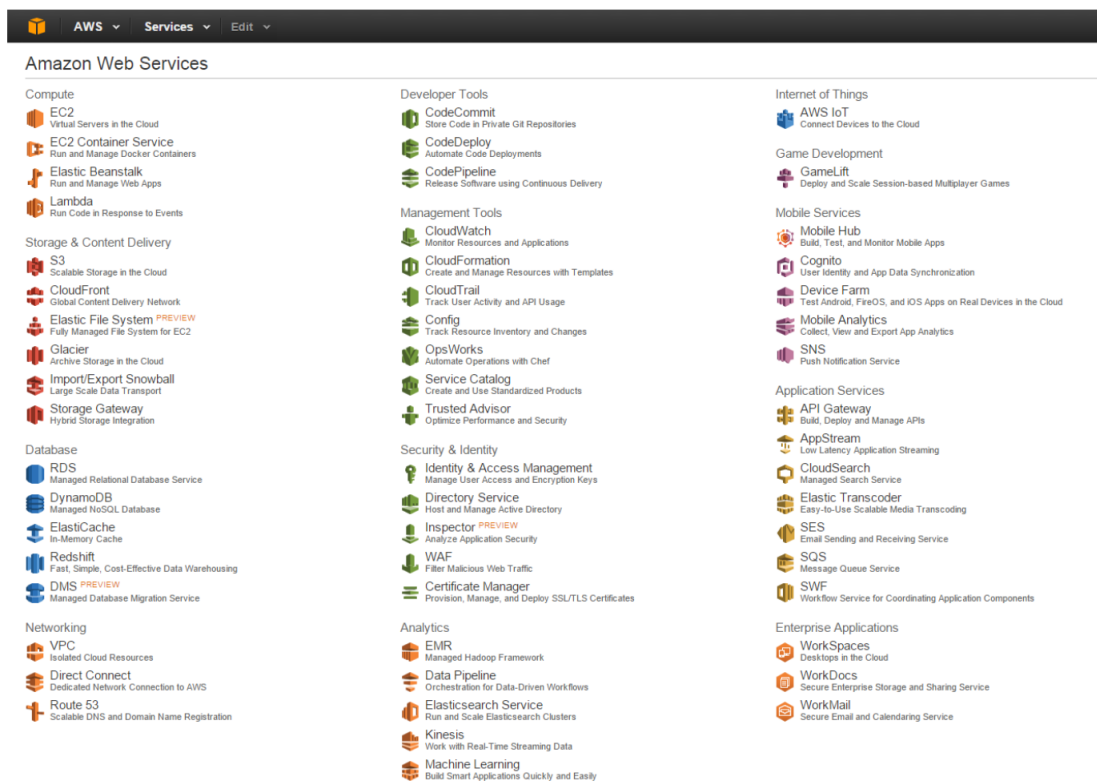 AWS Services Edit
Amazon Web Services
Compute
EC2
Virtual Servers in the Cloud
EC2 Container Service
Run and Manage Docker Containers
Elastic Beanstalk
Run and Manage Web Apps
Lambda
Run Code in Response to Events
Storage & Content Delivery
S3
Scalable Storage in the Cloud
CloudFront
Global Content Delivery Network
Elastic File System PREVIEW
Fully Managed File System for EC2
Glacier
Archive Storage in the Cloud
Import/Export Snowball
Large Scale Data Transport
Storage Gateway
Hybrid Storage Integration
Database
RDS
Managed Relational Database Service
DynamoDB
Managed NoSQL Database
ElastiCache
In-Memory Cache
Redshift
Fast, Simple, Cost-Effective Data Warehousing
DMS PREVIEW
Managed Database Migration Service
Networking
VPC
Isolated Cloud Resources
Direct Connect
Dedicated Network Connection to AWS
Route 53
Scalable DNS and Domain Name Registration
Developer Tools
CodeCommit
Store Code in Private Git Repositories
CodeDeploy
Automate Code Deployments
CodePipeline
Release Software using Continuous Delivery
Management Tools
CloudWatch
Monitor Resources and Applications
CloudFormation
Create and Manage Resources with Templates
CloudTrail
Track User Activity and API Usage
Config
Track Resource Inventory and Changes
OpsWorks
Automate Operations with Chef
Service Catalog
Create and Use Standardized Products
Trusted Advisor
Optimize Performance and Security
Security & Identity
Identity & Access Management
Manage User Access and Encryption Keys
Directory Service
Host and Manage Active Directory
Inspector PREVIEW
Analyze Application Security
WAF
Filter Malicious Web Traffic
Certificate Manager
Provision, Manage, and Deploy SSL/TLS Certificates
Analytics
EMR
Managed Hadoop Framework
Data Pipeline
Orchestration for Data-Driven Workflows
Elasticsearch Service
Run and Scale Elasticsearch Clusters
Kinesis
Work with Real-Time Streaming Data
Machine Learning
Build Smart Applications Quickly and Easily
Internet of Things
AWS IoT
Connect Devices to the Cloud
Game Development
GameLift
Deploy and Scale Session-based Multiplayer Games
Mobile Services
Mobile Hub
Build, Test, and Monitor Mobile Apps
Cognito
User Identity and App Data Synchronization
Device Farm
Test Android, FireOS, and iOS Apps on Real Devices in the Cloud
Mobile Analytics
Collect, View and Export App Analytics
SNS
Push Notification Service
Application Services
API Gateway
Build, Deploy and Manage APIs
AppStream
Low Latency Application Streaming
CloudSearch
Managed Search Service
Elastic Transcoder
Easy-to-Use Scalable Media Transcoding
SES
Email Sending and Receiving Service
SQS
Message Queue Service
SWF
Workflow Service for Coordinating Application Components
Enterprise Applications
WorkSpaces
Desktops in the Cloud
WorkDocs
Secure Enterprise Storage and Sharing Service
WorkMail
Secure Email and Calendaring Service